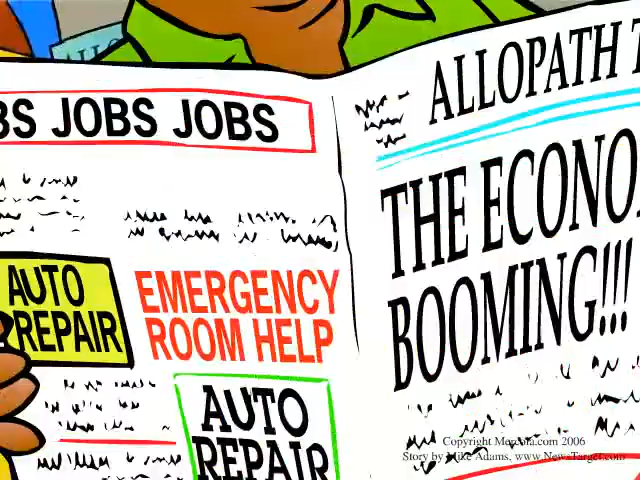 JOBS JOBS
AUTO
REPAIR
EMERGENCY
ROOM HELP
AUTO
REPAIR
ALLOPATH
THE ECONO
BOOMING!!!
Copyright Mercola.com 2006
Story by Mike Adams, www.NewsTarget.com